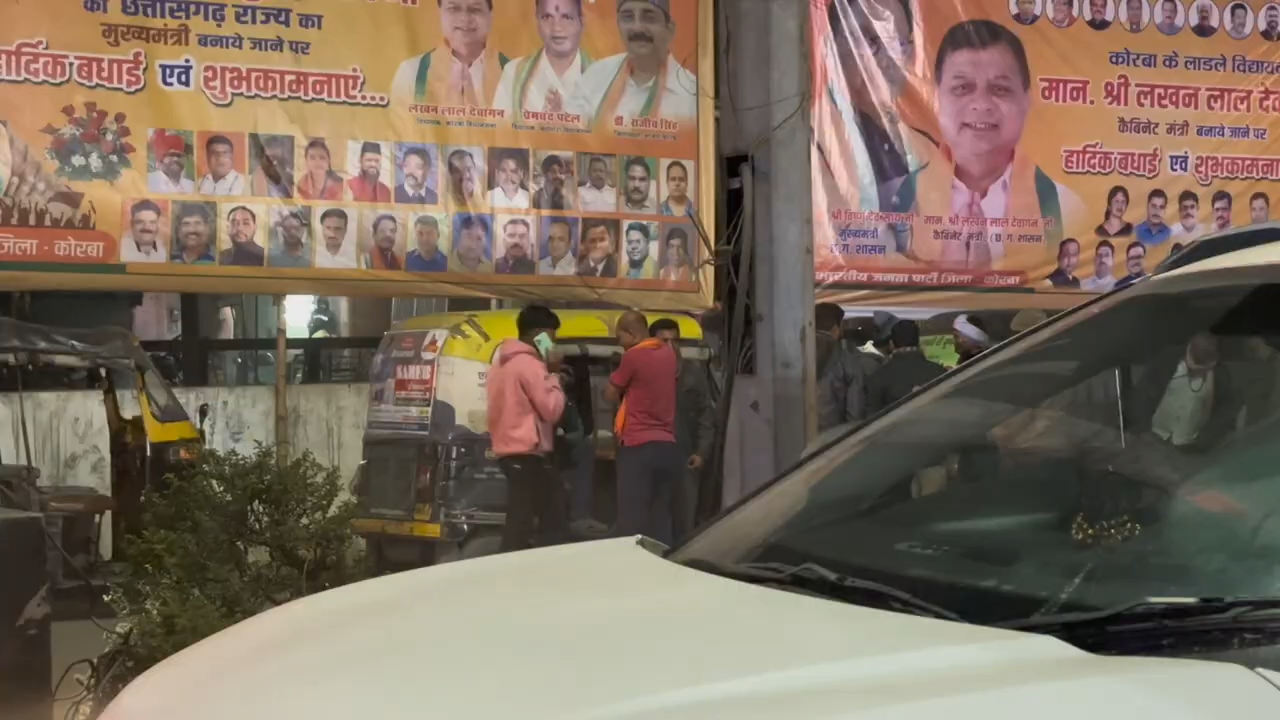 को छत्तीसगढ़ राज्य का
मुख्यमंत्री बनाये जाने पर
हार्दिक बधाई एवं शुभकामनाएं...
लखन लाल देवांगन
प्रेमचंद पटेल
डॉ. राजीव सिंह
जिला - कोरबा
कोरबा के लाडले विधायक
मान. श्री लखन लाल देवां
कैबिनेट मंत्री बनाये जाने पर
हार्दिक बधाई एवं शुभकामना
श्री विष्णु देव साय जी
मुख्यमंत्री
छ.ग. शासन
मान. श्री लखन लाल देवांगन जी
कैबिनेट मंत्री, (छ. ग. शासन
भारतीय जनता पार्टी जिला - कोरबा